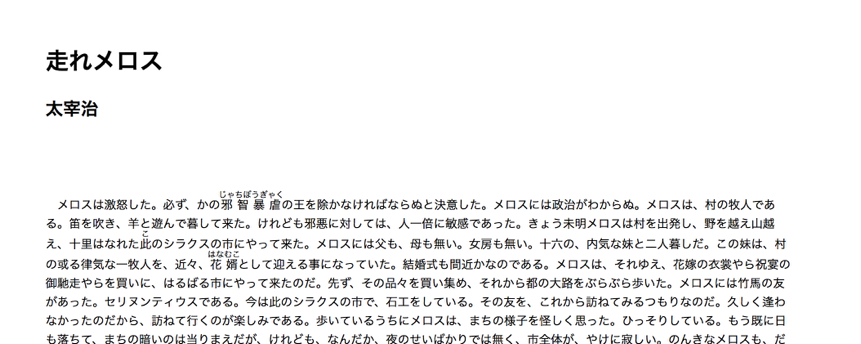 走れメロス
太宰治
じゃちぼうぎゃく
メロスは激怒した。必ず、かの邪智暴虐の王を除かなければならぬと決意した。メロスには政治がわからぬ。メロスは、村の牧人であ
る。笛を吹き、羊と遊んで暮して来た。けれども邪悪に対しては、人一倍に敏感であった。きょう未明メロスは村を出発し、野を越え山越
こ
え、十里はなれた此のシラクスの市にやって来た。メロスには父も、母も無い。女房も無い。十六の、内気な妹と二人暮しだ。この妹は、村
はなむこ
の或る律気な一牧人を、近々、花婿として迎える事になっていた。結婚式も間近かなのである。メロスは、それゆえ、花嫁の衣裳やら祝宴の
御馳走やらを買いに、はるばる市にやって来たのだ。先ず、その品々を買い集め、それから都の大路をぶらぶら歩いた。メロスには竹馬の友
があった。セリヌンティウスである。今は此のシラクスの市で、石工をしている。その友を、これから訪ねてみるつもりなのだ。久しく逢わ
なかったのだから、訪ねて行くのが楽しみである。歩いているうちにメロスは、まちの様子を怪しく思った。ひっそりしている。もう既に日
も落ちて、まちの暗いのは当りまえだが、けれども、なんだか、夜のせいばかりでは無く、市全体が、やけに寂しい。のんきなメロスも、だ